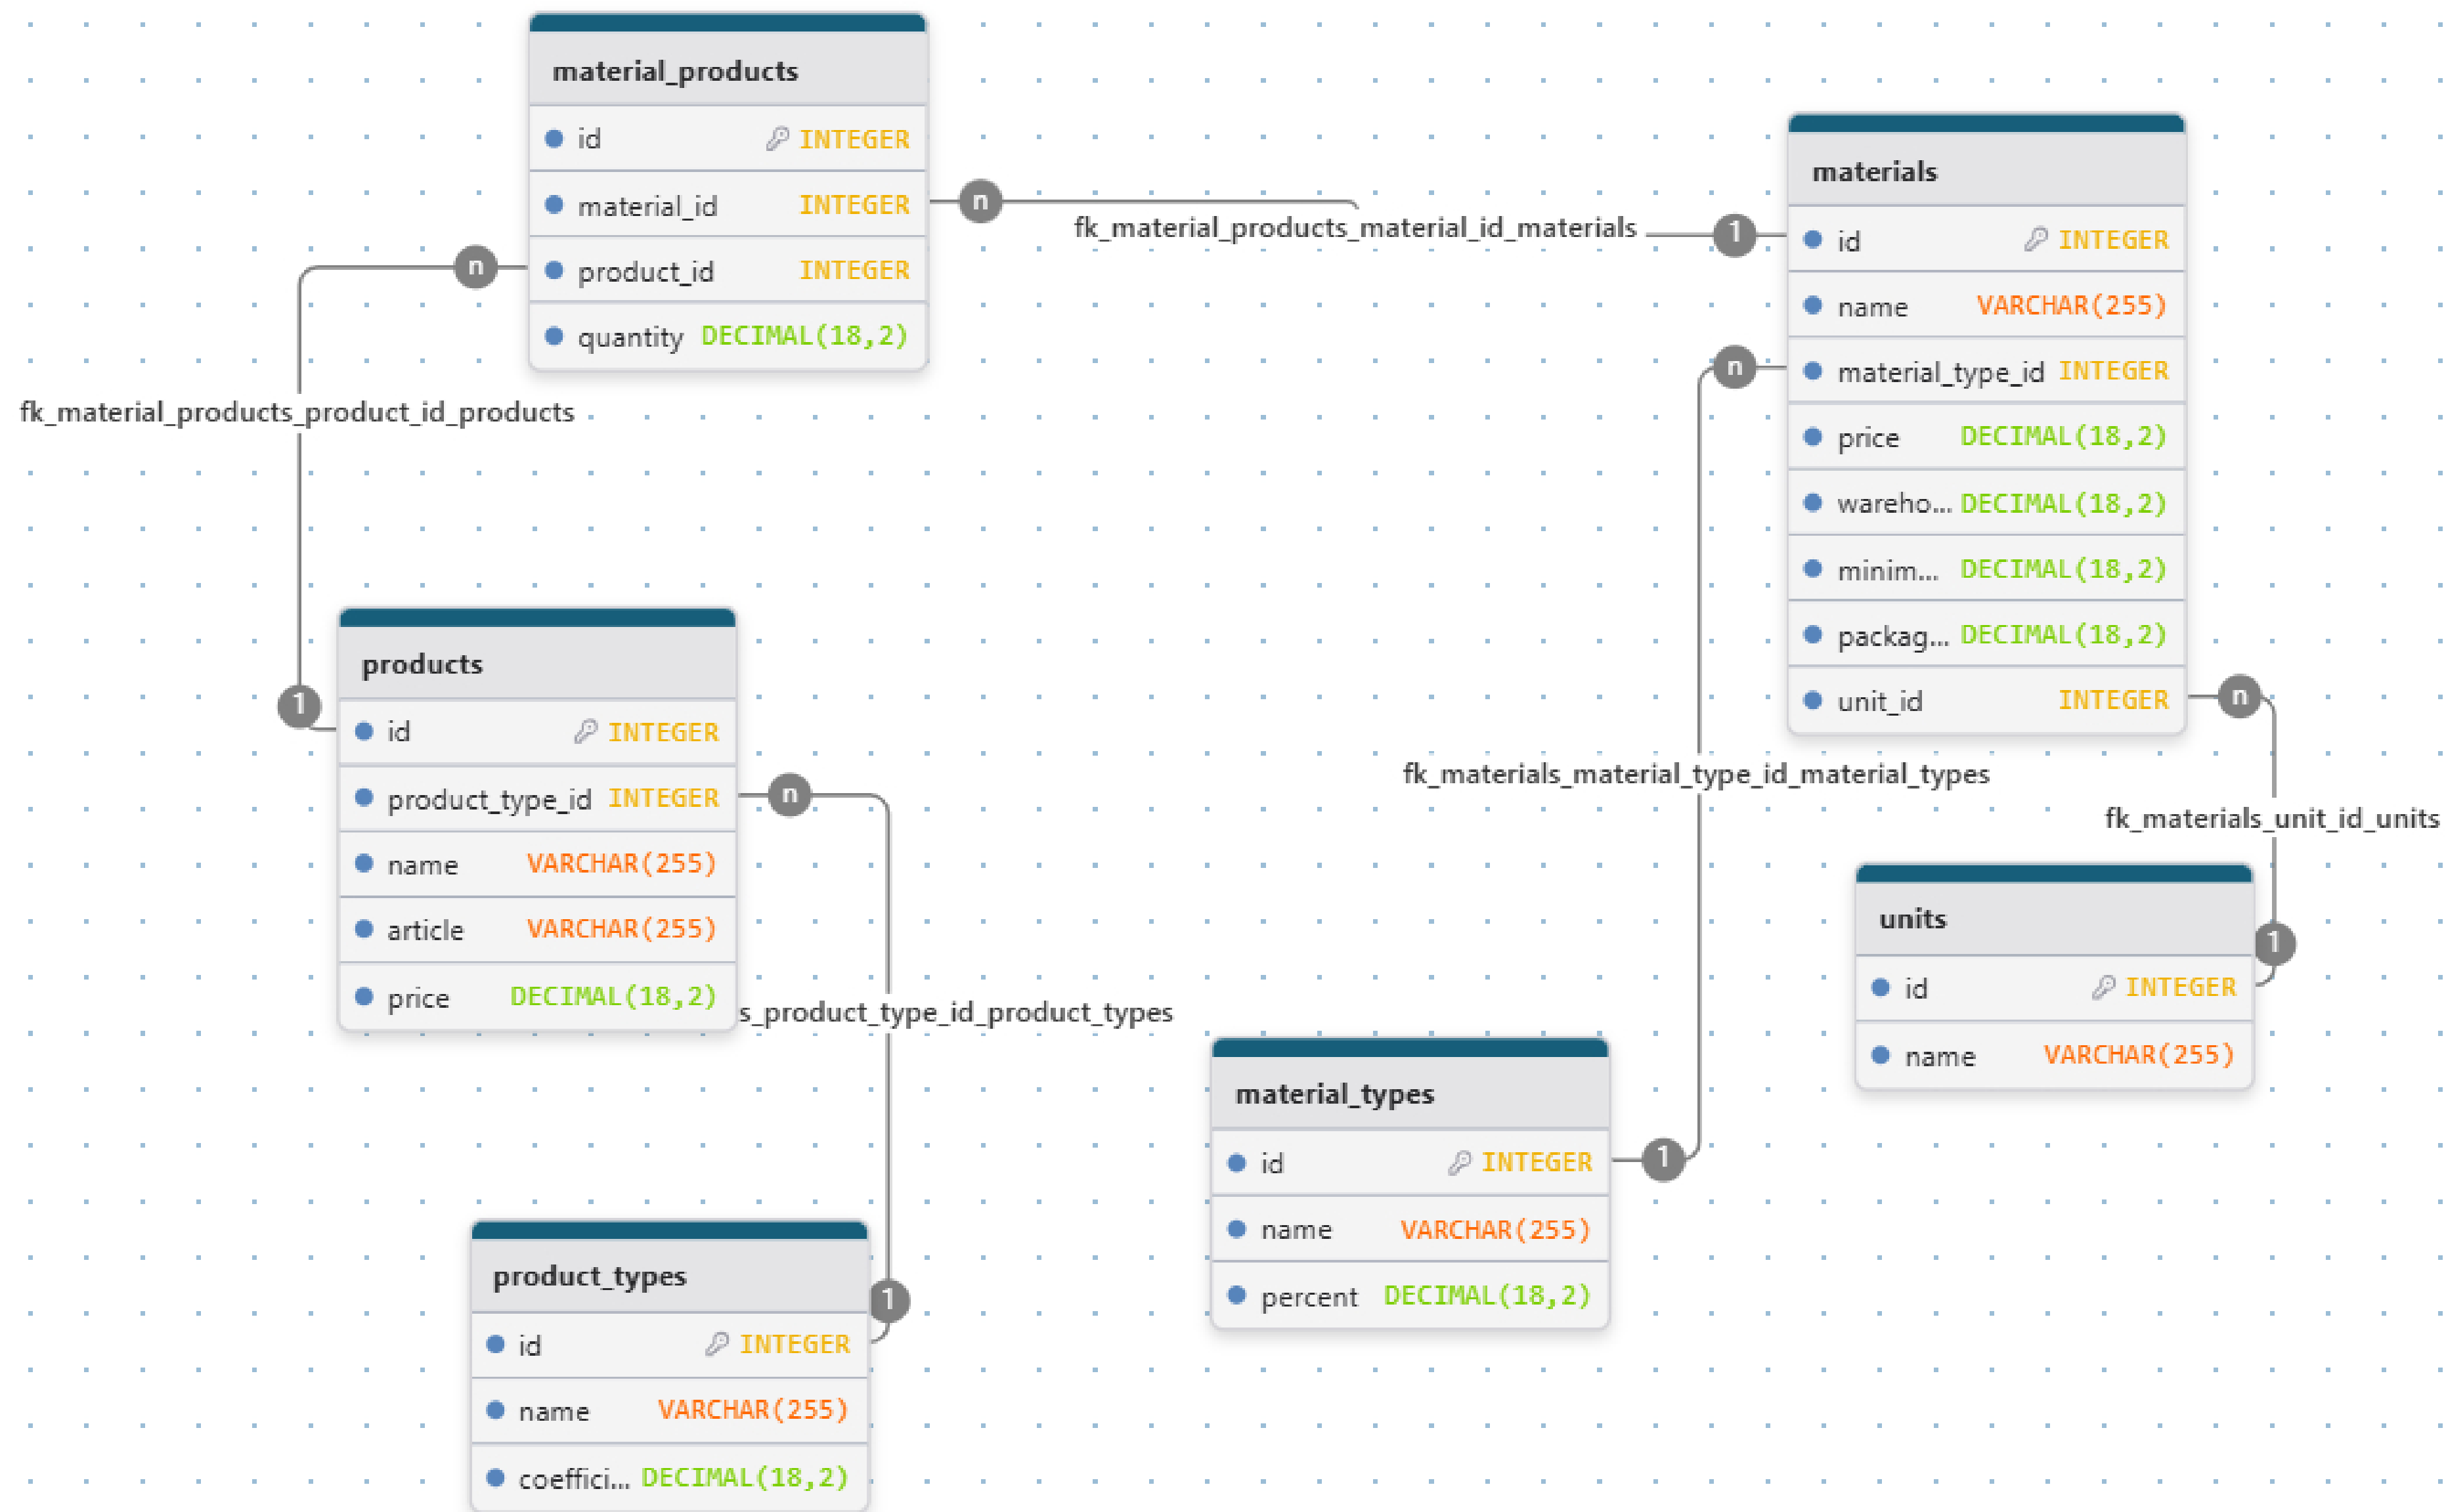 material_products
id INTEGER
material_id INTEGER
product_id INTEGER
quantity DECIMAL(18,2)
n
1
fk_material_products_material_id_materials
n
fk_material_products_product_id_products
1
materials
id INTEGER
name VARCHAR(255)
material_type_id INTEGER
price DECIMAL(18,2)
wareho... DECIMAL(18,2)
minim... DECIMAL(18,2)
packag... DECIMAL(18,2)
unit_id INTEGER
n
n
fk_materials_material_type_id_material_types
fk_materials_unit_id_units
products
id INTEGER
product_type_id INTEGER
name VARCHAR(255)
article VARCHAR(255)
price DECIMAL(18,2)
n
s_product_type_id_product_types
1
units
id INTEGER
name VARCHAR(255)
1
material_types
id INTEGER
name VARCHAR(255)
percent DECIMAL(18,2)
1
product_types
id INTEGER
name VARCHAR(255)
coeffici... DECIMAL(18,2)